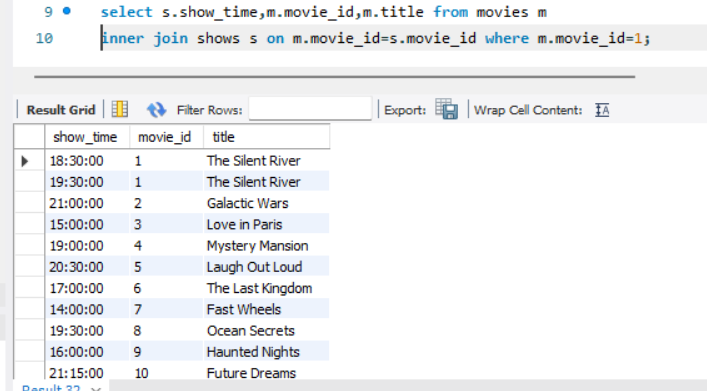 9 select s.show_time,m.movie_id,m.title from movies m
10 inner join shows s on m.movie_id=s.movie_id where m.movie_id=1;
Result Grid Filter Rows: Export: Wrap Cell Content: IA
show_time movie_id title
18:30:00 1 The Silent River
19:30:00 1 The Silent River
21:00:00 2 Galactic Wars
15:00:00 3 Love in Paris
19:00:00 4 Mystery Mansion
20:30:00 5 Laugh Out Loud
17:00:00 6 The Last Kingdom
14:00:00 7 Fast Wheels
19:30:00 8 Ocean Secrets
16:00:00 9 Haunted Nights
21:15:00 10 Future Dreams
Result 32